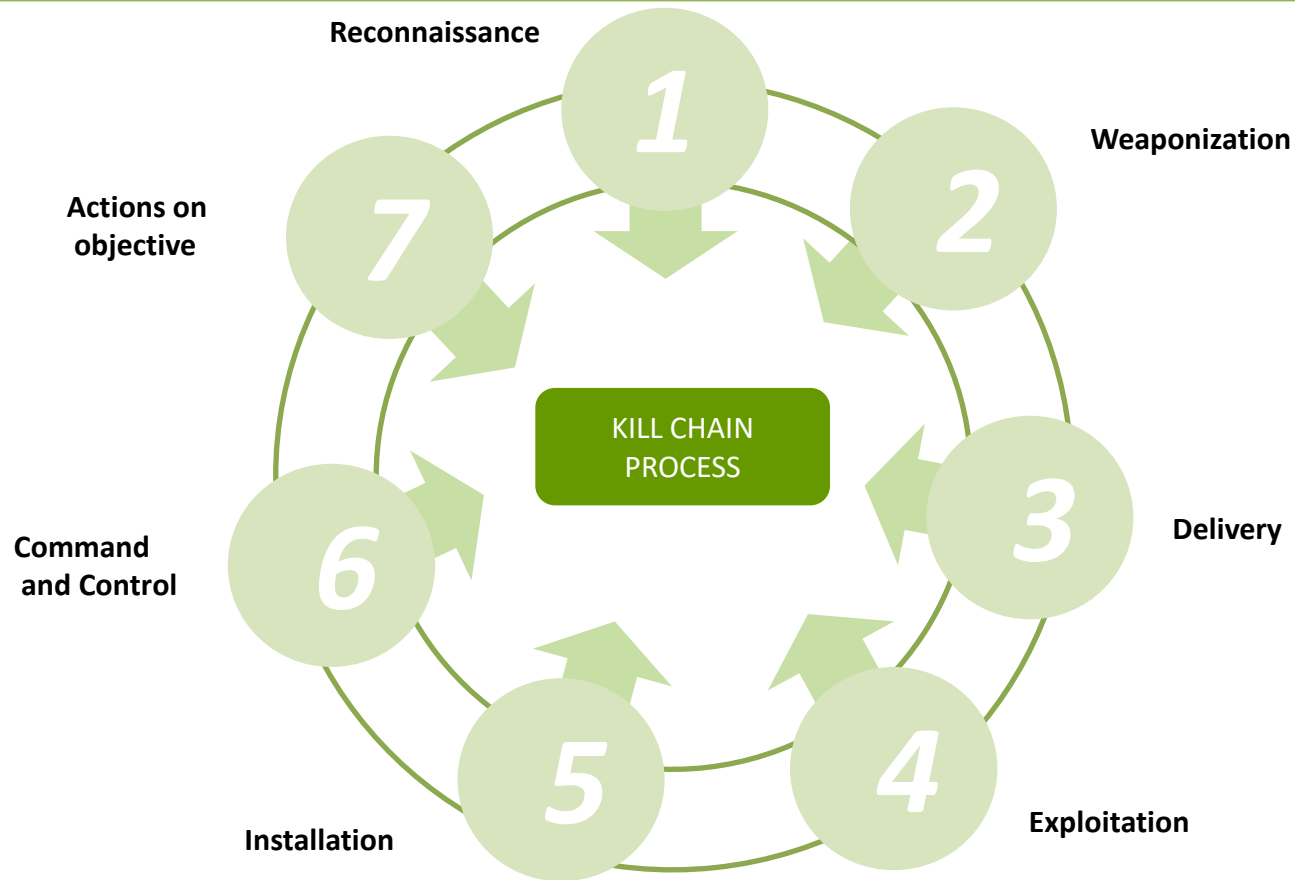 Reconnaissance
1
Weaponization
2
Actions on
objective
7
KILL CHAIN
PROCESS
3
Delivery
Command
and Control
6
4
Exploitation
5
Installation